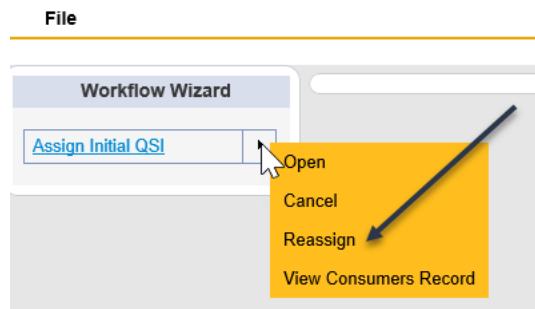 File
Workflow Wizard
Assign Initial QSI
Open
Cancel
Reassign
View Consumers Record